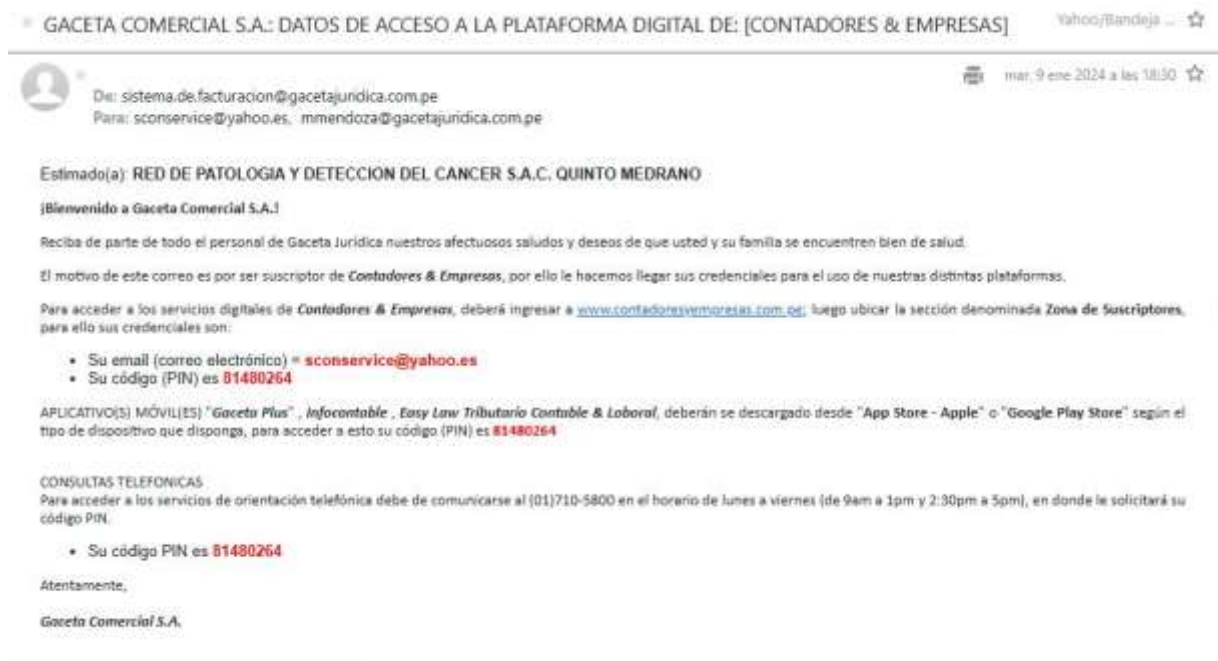 GACETA COMERCIAL S.A.: DATOS DE ACCESO A LA PLATAFORMA DIGITAL DE: [CONTADORES & EMPRESAS]
Yahoo/Bandeja ...
mar, 9 ene 2024 a las 18:30
De: sistema.de.facturacion@gacetajuridica.com.pe
Para: sconservice@yahoo.es, mmendoza@gacetajuridica.com.pe
Estimado(a): RED DE PATOLOGIA Y DETECCION DEL CANCER S.A.C. QUINTO MEDRANO
¡Bienvenido a Gaceta Comercial S.A.!
Reciba de parte de todo el personal de Gaceta Jurídica nuestros afectuosos saludos y deseos de que usted y su familia se encuentren bien de salud.
El motivo de este correo es por ser suscriptor de Contadores & Empresas, por ello le hacemos llegar sus credenciales para el uso de nuestras distintas plataformas.
Para acceder a los servicios digitales de Contadores & Empresas, deberá ingresar a www.contadoresyempresas.com.pe; luego ubicar la sección denominada Zona de Suscriptores,
para ello sus credenciales son:
• Su email (correo electrónico) = sconservice@yahoo.es
• Su código (PIN) es 81480264
APLICATIVO(S) MÓVIL(ES) "Gaceta Plus" , Infocontable , Easy Law Tributario Contable & Laboral, deberán se descargado desde "App Store - Apple" o "Google Play Store" según el
tipo de dispositivo que disponga, para acceder a esto su código (PIN) es 81480264
CONSULTAS TELEFONICAS
Para acceder a los servicios de orientación telefónica debe de comunicarse al (01)710-5800 en el horario de lunes a viernes (de 9am a 1pm y 2:30pm a 5pm), en donde le solicitará su
código PIN.
• Su código PIN es 81480264
Atentamente,
Gaceta Comercial S.A.